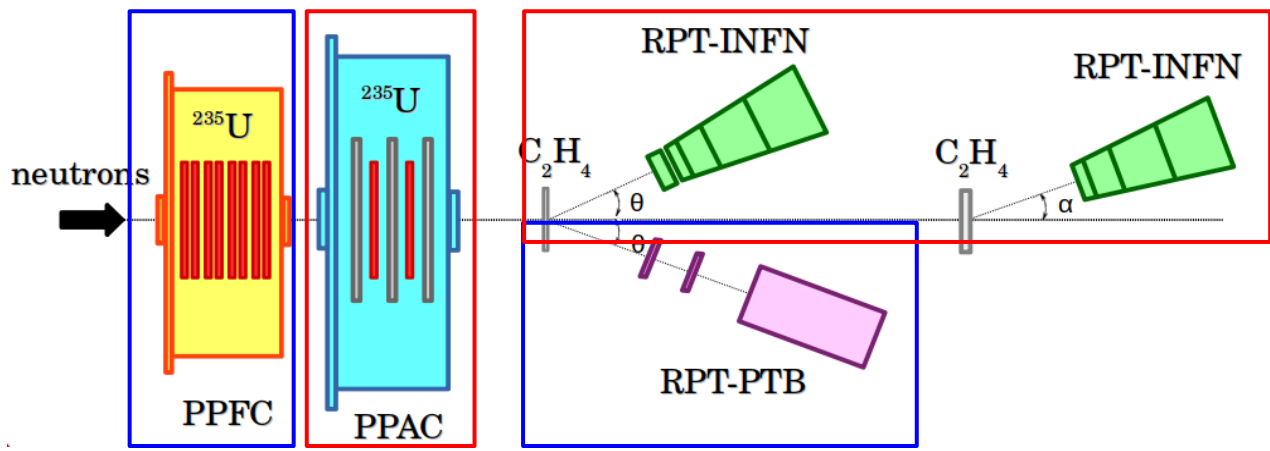 neutrons
²³⁵U
PPFC
²³⁵U
PPAC
C₂H₄
RPT-INFN
θ
θ
RPT-PTB
C₂H₄
RPT-INFN
α